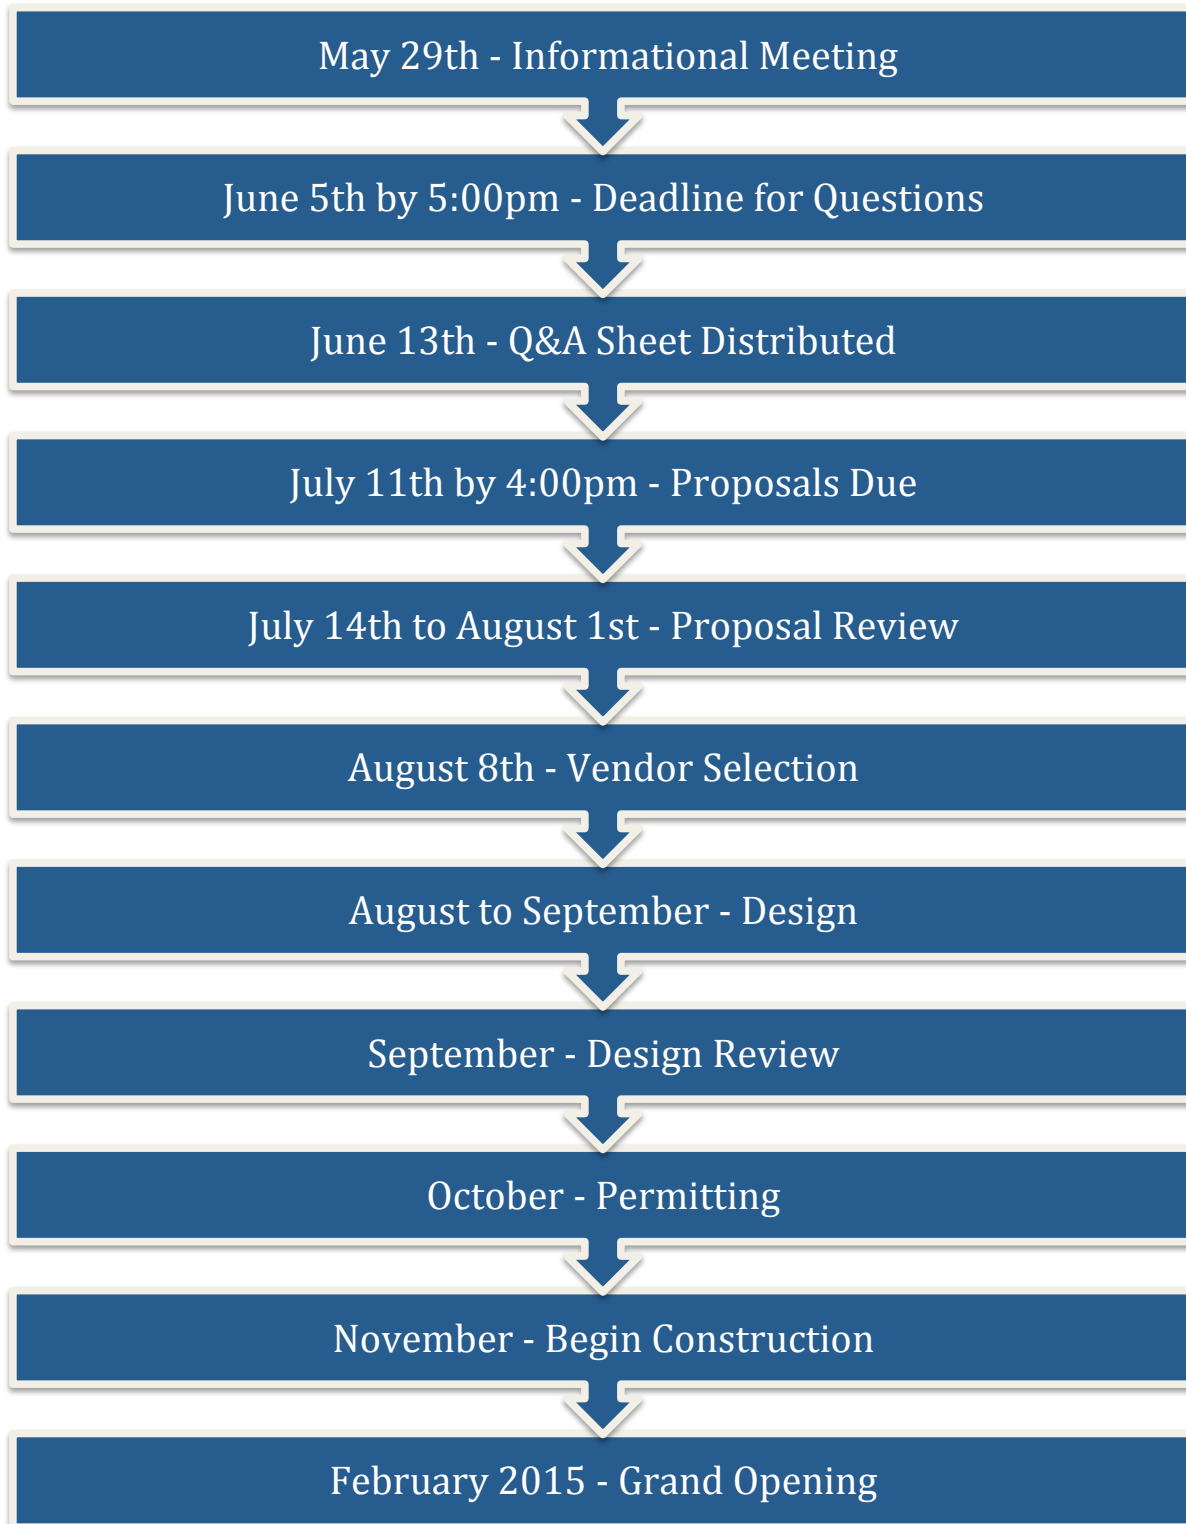 May 29th - Informational Meeting
June 5th by 5:00pm - Deadline for Questions
June 13th - Q&A Sheet Distributed
July 11th by 4:00pm - Proposals Due
July 14th to August 1st - Proposal Review
August 8th - Vendor Selection
August to September - Design
September - Design Review
October - Permitting
November - Begin Construction
February 2015 - Grand Opening